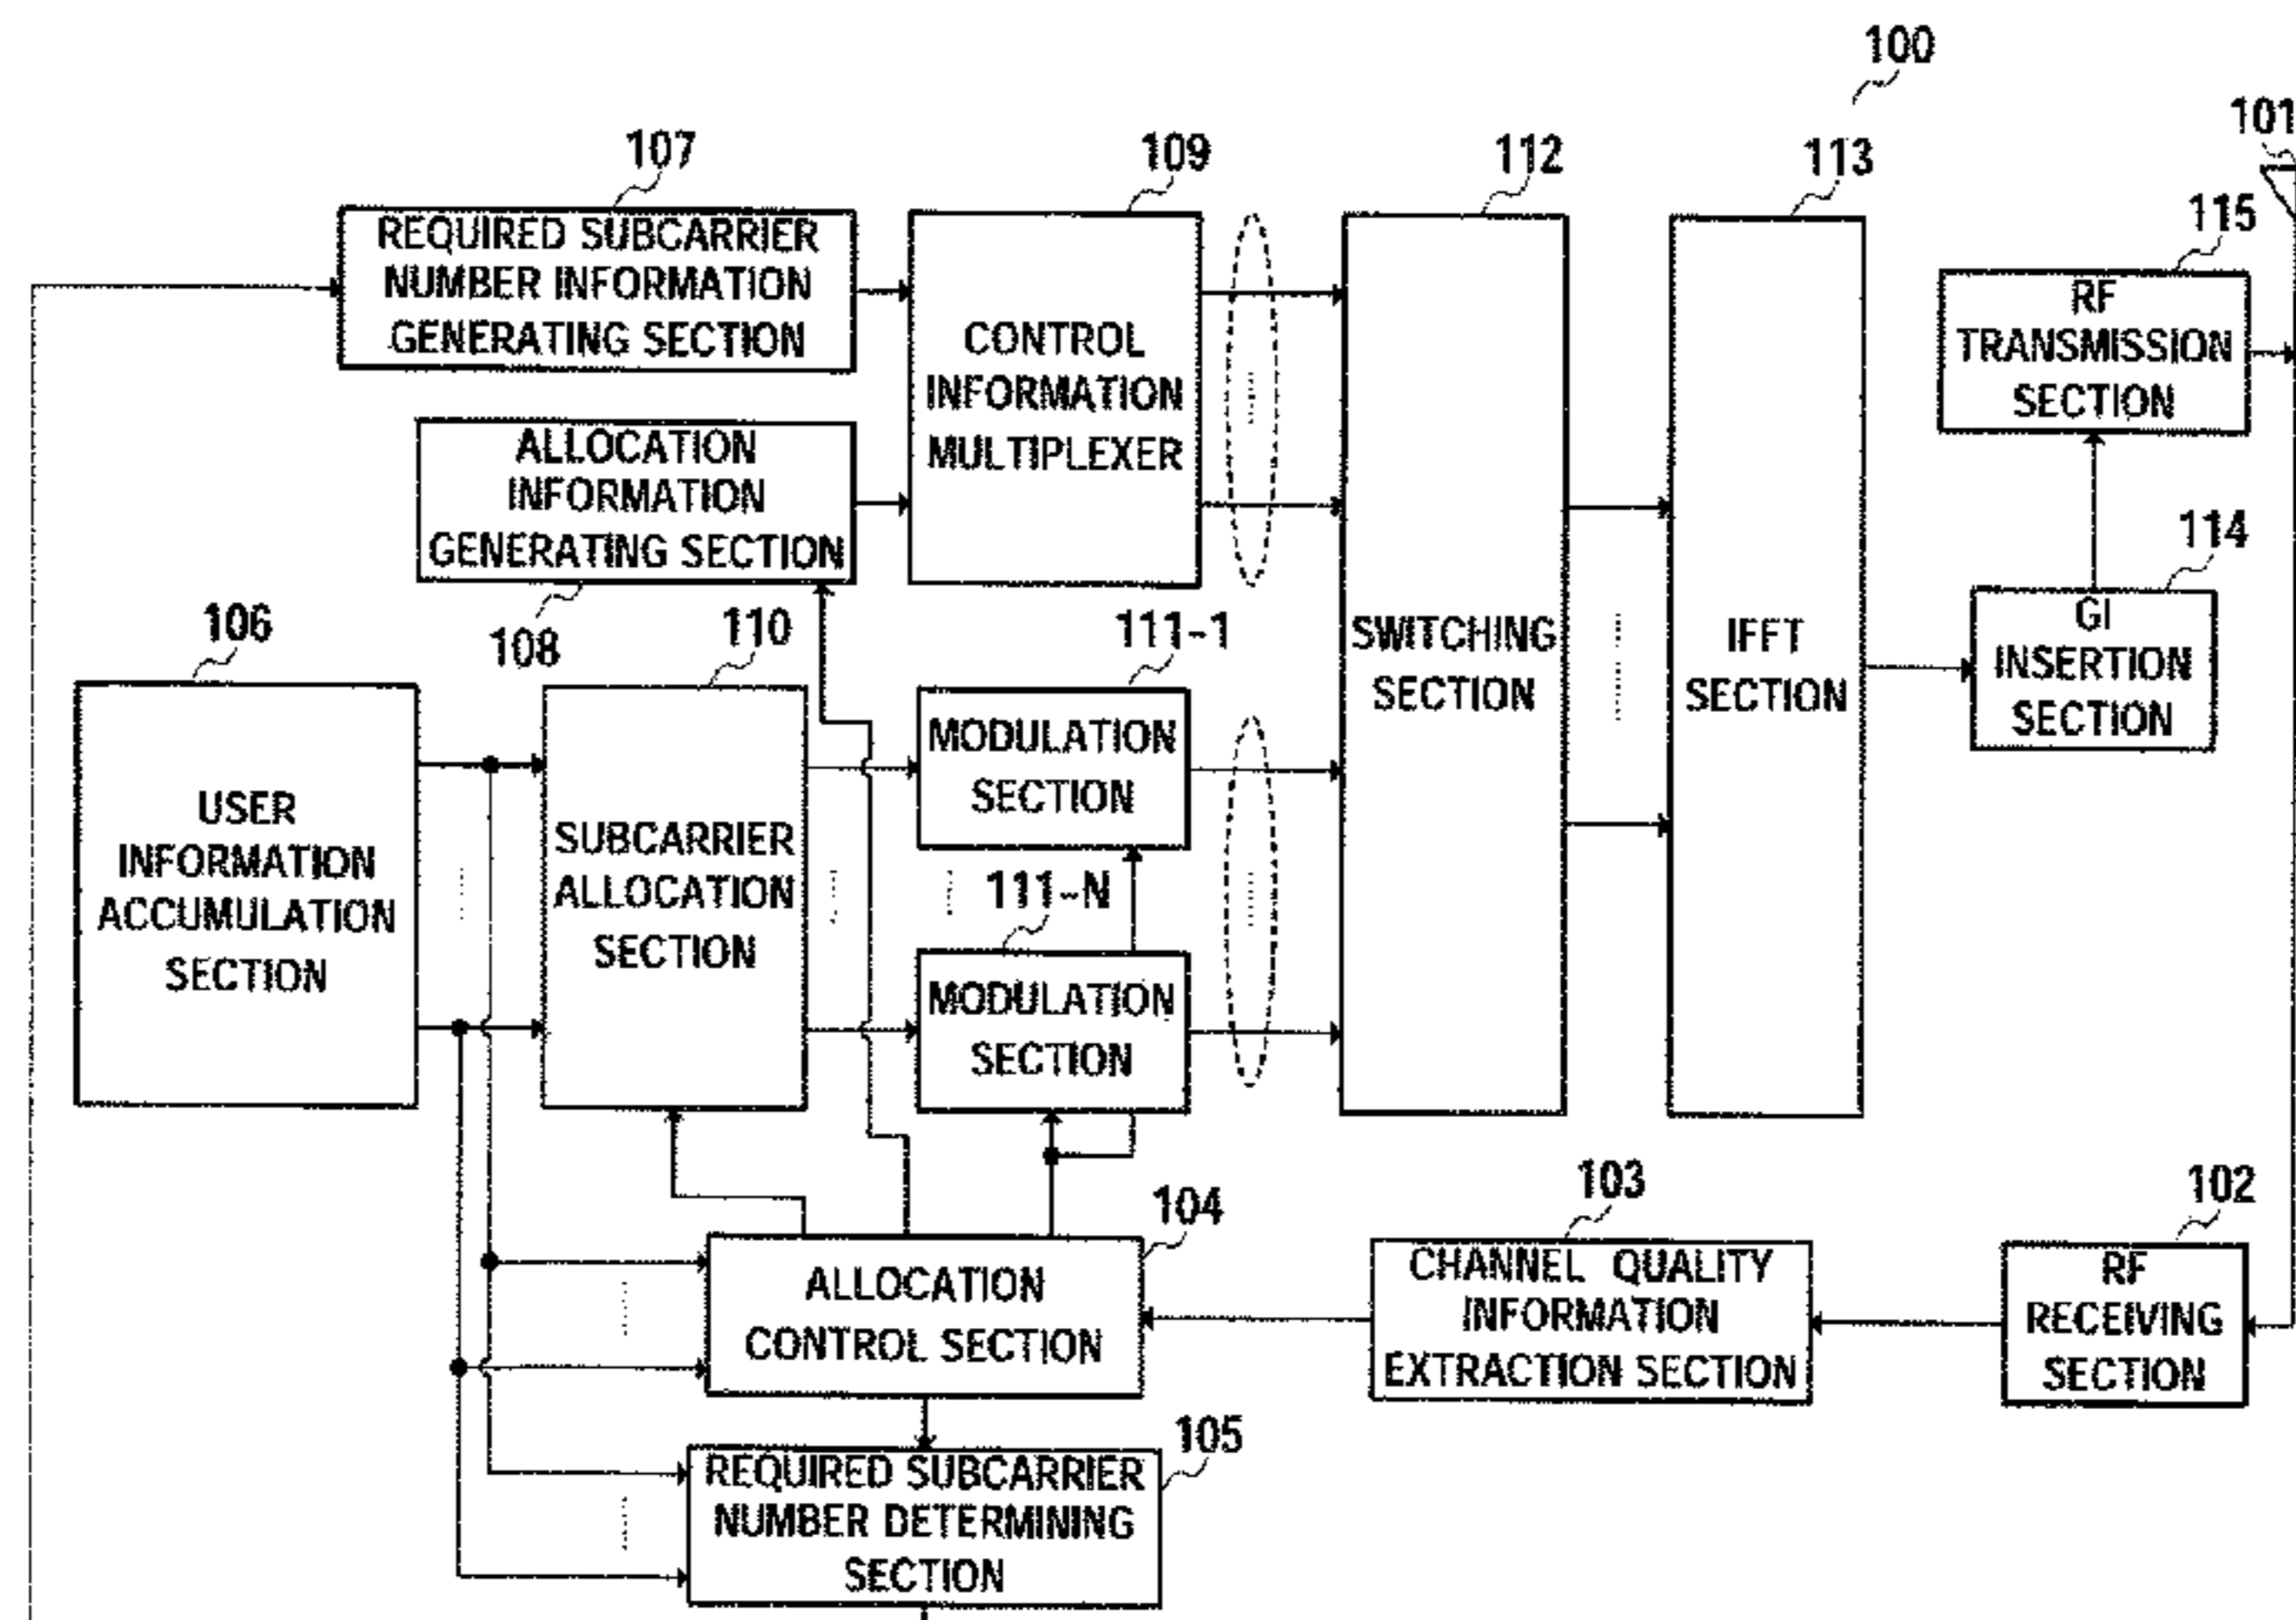 100
101
107
109
112
113
115
REQUIRED SUBCARRIER
NUMBER INFORMATION
GENERATING SECTION
CONTROL
INFORMATION
MULTIPLEXER
RF
TRANSMISSION
SECTION
ALLOCATION
INFORMATION
GENERATING SECTION
108
114
GI
INSERTION
SECTION
106
110
111-1
SWITCHING
SECTION
IFFT
SECTION
USER
INFORMATION
ACCUMULATION
SECTION
SUBCARRIER
ALLOCATION
SECTION
MODULATION
SECTION
111-N
MODULATION
SECTION
104
103
102
ALLOCATION
CONTROL SECTION
CHANNEL QUALITY
INFORMATION
EXTRACTION SECTION
RF
RECEIVING
SECTION
105
REQUIRED SUBCARRIER
NUMBER DETERMINING
SECTION